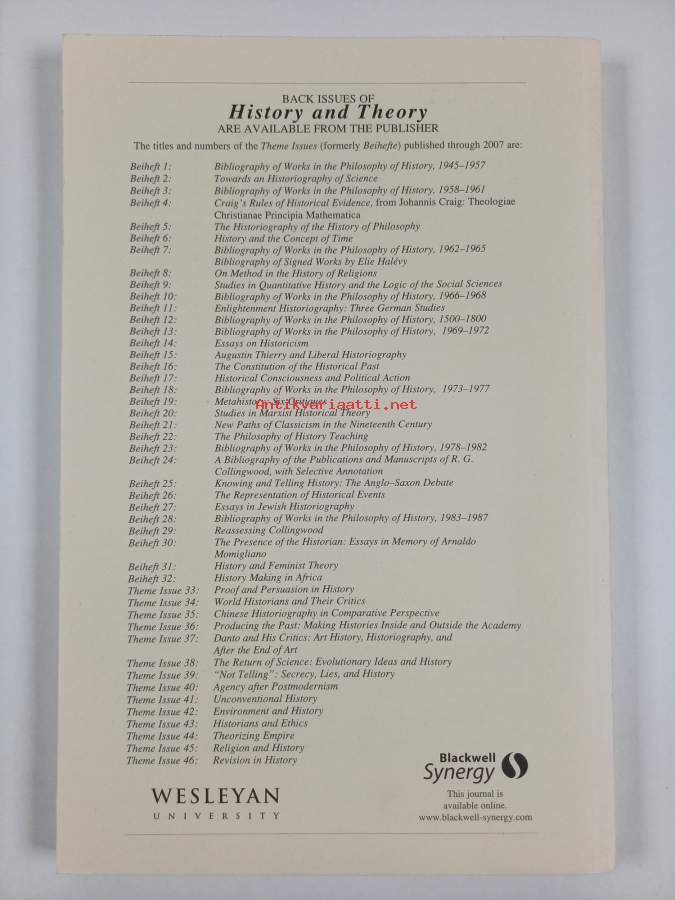 BACK ISSUES OF
History and Theory
ARE AVAILABLE FROM THE PUBLISHER
The titles and numbers of the Theme Issues (formerly Beihefte) published through 2007 are:
Beiheft 1: Bibliography of Works in the Philosophy of History, 1945–1957
Beiheft 2: Towards an Historiography of Science
Beiheft 3: Bibliography of Works in the Philosophy of History, 1958–1961
Beiheft 4: Craig's Rules of Historical Evidence, from Johannis Craig: Theologiae
Christianae Principia Mathematica
Beiheft 5: The Historiography of the History of Philosophy
Beiheft 6: History and the Concept of Time
Beiheft 7: Bibliography of Works in the Philosophy of History, 1962–1965
Bibliography of Signed Works by Elie Halévy
Beiheft 8: On Method in the History of Religions
Beiheft 9: Studies in Quantitative History and the Logic of the Social Sciences
Beiheft 10: Bibliography of Works in the Philosophy of History, 1966–1968
Beiheft 11: Enlightenment Historiography: Three German Studies
Beiheft 12: Bibliography of Works in the Philosophy of History, 1500–1800
Beiheft 13: Bibliography of Works in the Philosophy of History, 1969–1972
Beiheft 14: Essays on Historicism
Beiheft 15: Augustin Thierry and Liberal Historiography
Beiheft 16: The Constitution of the Historical Past
Beiheft 17: Historical Consciousness and Political Action
Beiheft 18: Bibliography of Works in the Philosophy of History, 1973–1977
Beiheft 19: Metahistory: Six Critiques
Antikvariaatti.net
Beiheft 20: Studies in Marxist Historical Theory
Beiheft 21: New Paths of Classicism in the Nineteenth Century
Beiheft 22: The Philosophy of History Teaching
Beiheft 23: Bibliography of Works in the Philosophy of History, 1978–1982
Beiheft 24: A Bibliography of the Publications and Manuscripts of R. G.
Collingwood, with Selective Annotation
Beiheft 25: Knowing and Telling History: The Anglo–Saxon Debate
Beiheft 26: The Representation of Historical Events
Beiheft 27: Essays in Jewish Historiography
Beiheft 28: Bibliography of Works in the Philosophy of History, 1983–1987
Beiheft 29: Reassessing Collingwood
Beiheft 30: The Presence of the Historian: Essays in Memory of Arnaldo
Momigliano
Beiheft 31: History and Feminist Theory
Beiheft 32: History Making in Africa
Theme Issue 33: Proof and Persuasion in History
Theme Issue 34: World Historians and Their Critics
Theme Issue 35: Chinese Historiography in Comparative Perspective
Theme Issue 36: Producing the Past: Making Histories Inside and Outside the Academy
Theme Issue 37: Danto and His Critics: Art History, Historiography, and
After the End of Art
Theme Issue 38: The Return of Science: Evolutionary Ideas and History
Theme Issue 39: “Not Telling”: Secrecy, Lies, and History
Theme Issue 40: Agency after Postmodernism
Theme Issue 41: Unconventional History
Theme Issue 42: Environment and History
Theme Issue 43: Historians and Ethics
Theme Issue 44: Theorizing Empire
Theme Issue 45: Religion and History
Theme Issue 46: Revision in History
WESLEYAN
UNIVERSITY
Blackwell
Synergy
This journal is
available online.
www.blackwell-synergy.com